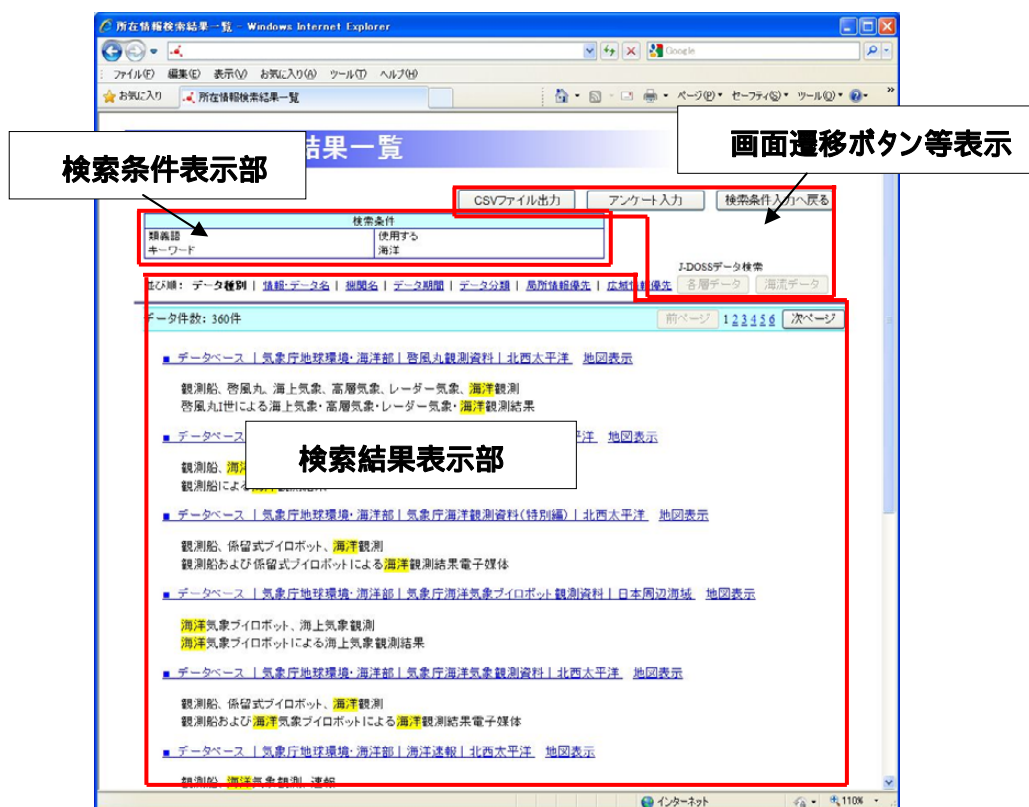 所在情報検索結果一覧 - Windows Internet Explorer
Google
ファイル(F) 編集(E) 表示(V) お気に入り(A) ツール(T) ヘルプ(H)
お気に入り 所在情報検索結果一覧 ページ(P) セーフティ(S) ツール(O) »
結果一覧
検索条件表示部
画面遷移ボタン等表示
CSVファイル出力 アンケート入力 検索条件入力へ戻る
検索条件
類義語 使用する
キーワード 海洋
J-DOSSデータ検索
並び順: データ種別 | 情報・データ名 | 機関名 | データ期間 | データ分類 | 局所情報優先 | 広域情報優先 各層データ 海流データ
データ件数: 360件 前ページ 1 2 3 4 5 6 次ページ
■ データベース | 気象庁地球環境・海洋部 | 啓風丸観測資料 | 北西太平洋 地図表示
観測船、啓風丸、海上気象、高層気象、レーダー気象、海洋観測
啓風丸I世による海上気象・高層気象・レーダー気象・海洋観測結果
■ データベース 平洋 地図表示
観測船、海洋
観測船による
検索結果表示部
■ データベース | 気象庁地球環境・海洋部 | 気象庁海洋観測資料(特別編) | 北西太平洋 地図表示
観測船、係留式ブイロボット、海洋観測
観測船および係留式ブイロボットによる海洋観測結果電子媒体
■ データベース | 気象庁地球環境・海洋部 | 気象庁海洋気象ブイロボット観測資料 | 日本周辺海域 地図表示
海洋気象ブイロボット、海上気象観測
海洋気象ブイロボットによる海上気象観測結果
■ データベース | 気象庁地球環境・海洋部 | 気象庁海洋気象観測資料 | 北西太平洋 地図表示
観測船、係留式ブイロボット、海洋観測
観測船および海洋気象ブイロボットによる海洋観測結果電子媒体
■ データベース | 気象庁地球環境・海洋部 | 海洋速報 | 北西太平洋 地図表示
観測船、海洋気象観測、速報
インターネット 110%